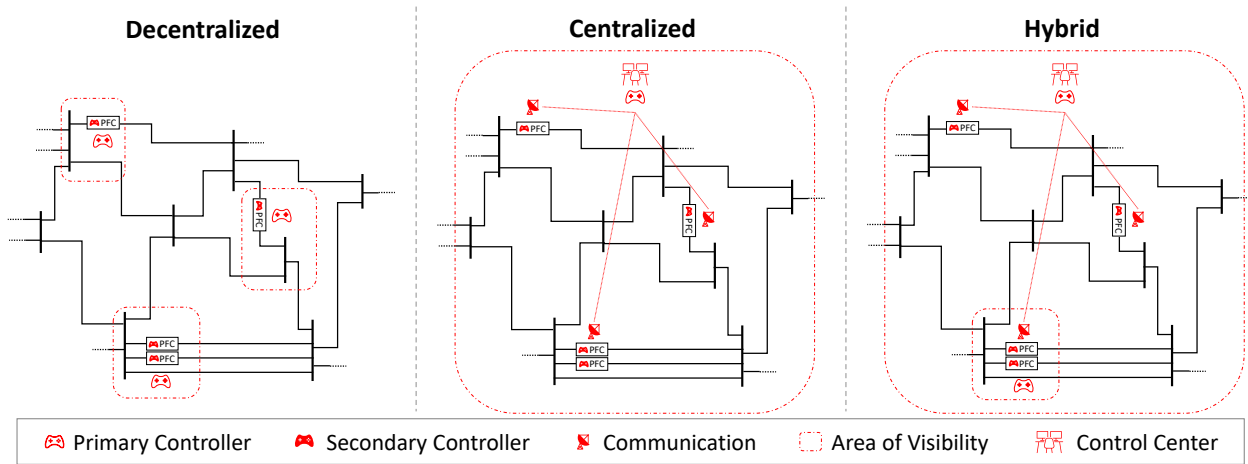 Decentralized
Centralized
Hybrid
PFC
PFC
PFC
PFC
PFC
PFC
PFC
PFC
PFC
PFC
PFC
PFC
Primary Controller
Secondary Controller
Communication
Area of Visibility
Control Center